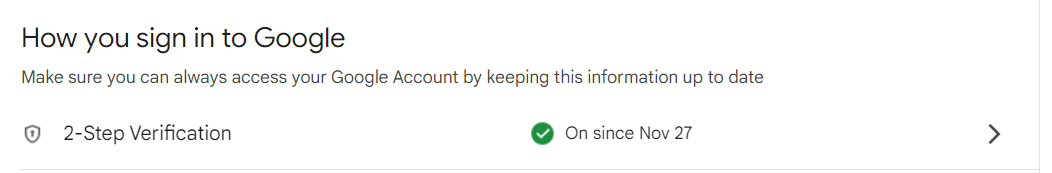 How you sign in to Google
Make sure you can always access your Google Account by keeping this information up to date
2-Step Verification On since Nov 27